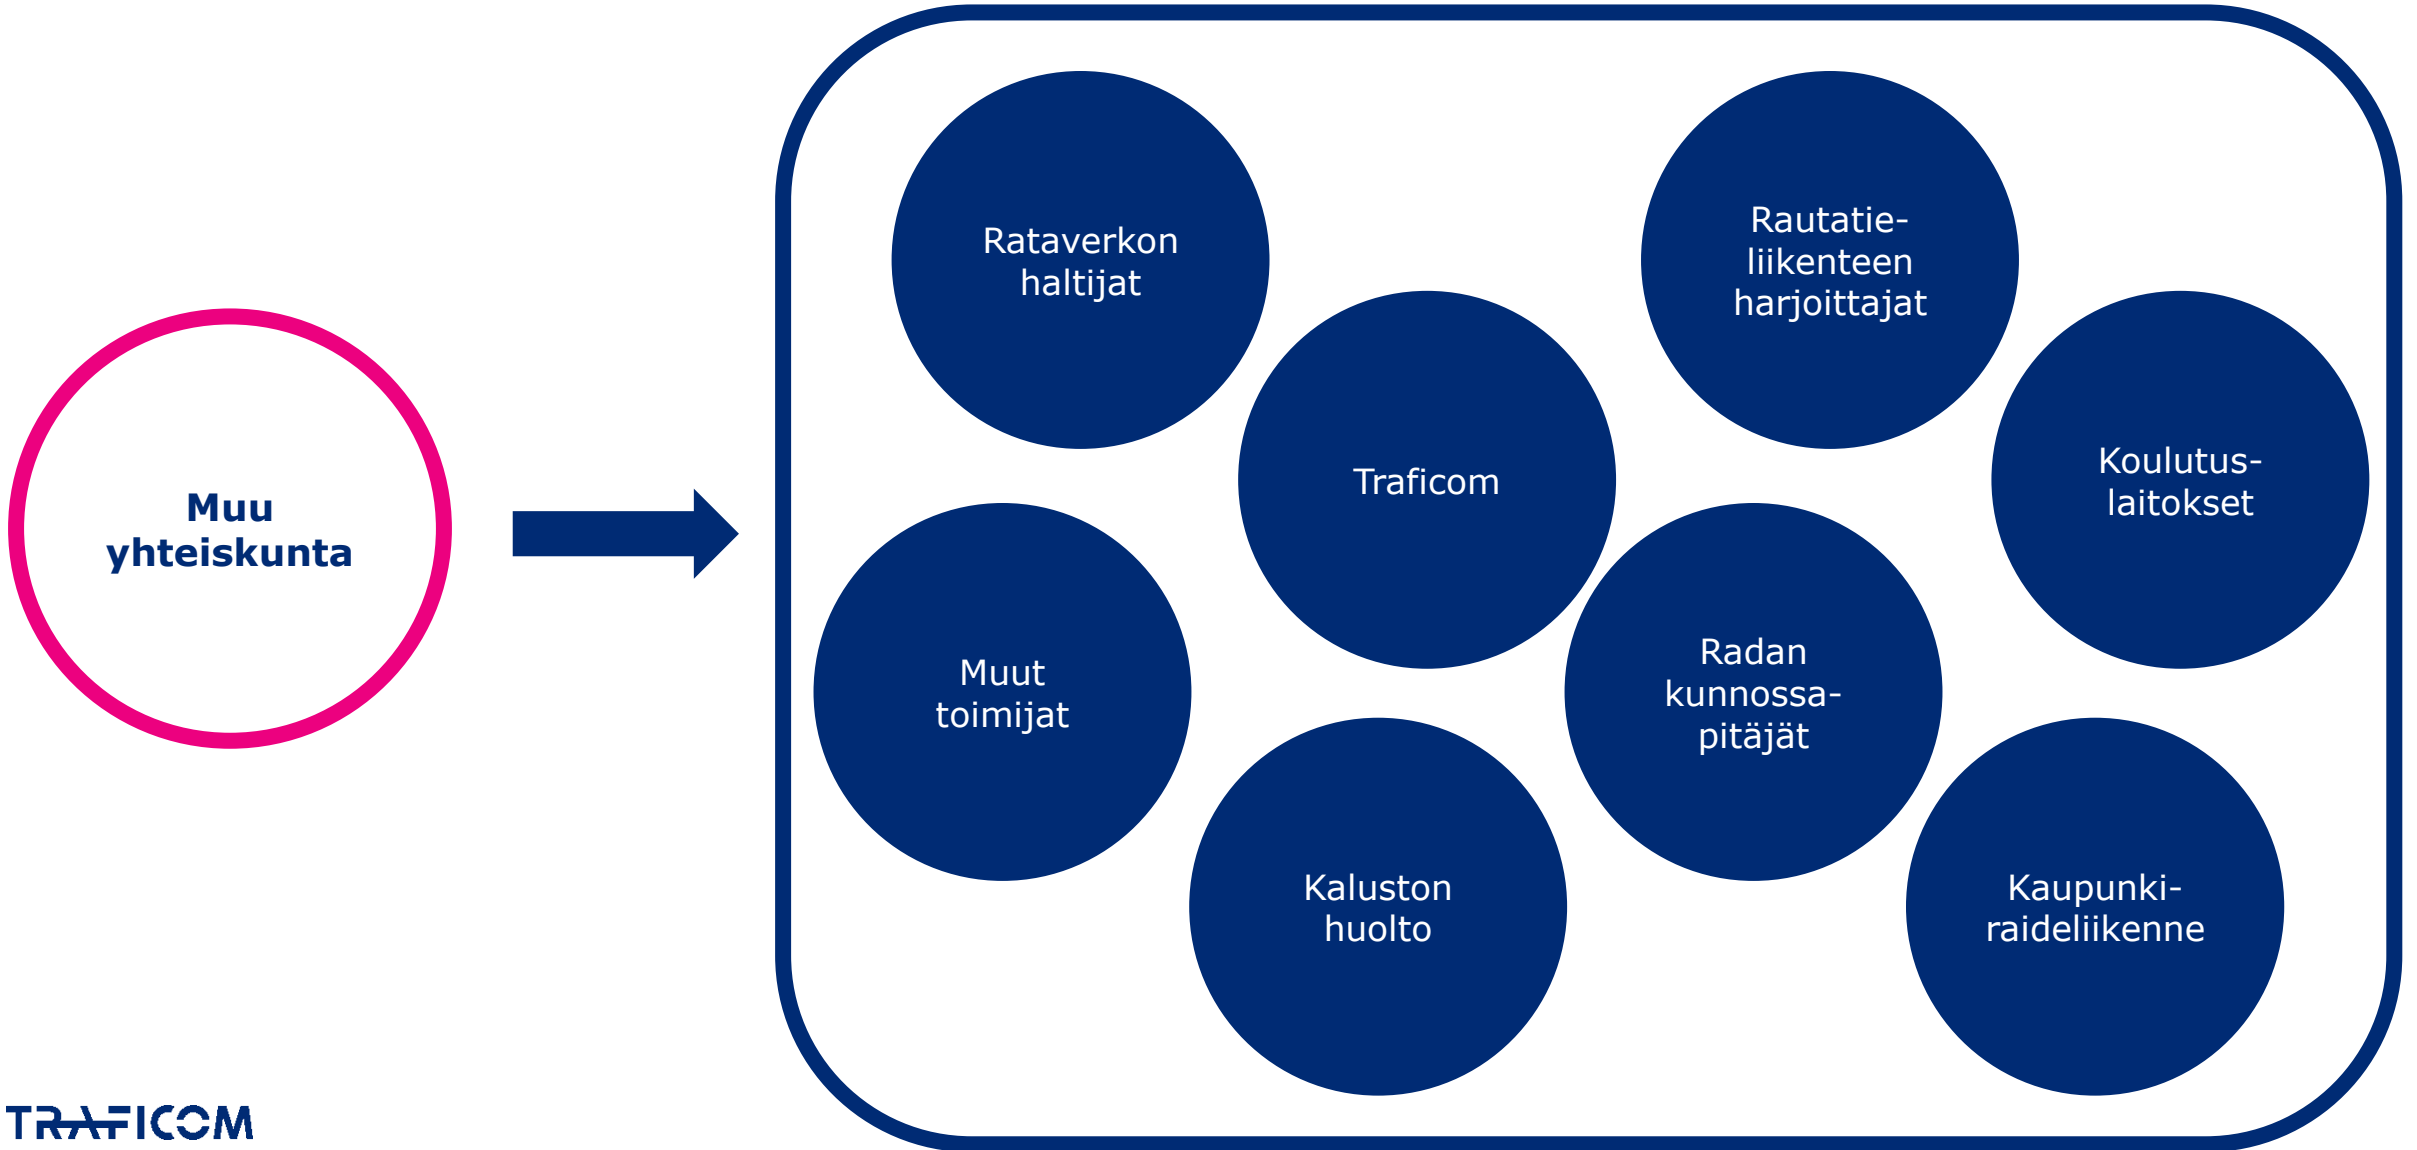 Muu
yhteiskunta
Rataverkon
haltijat
Rautatie-
liikenteen
harjoittajat
Traficom
Koulutus-
laitokset
Muut
toimijat
Radan
kunnossa-
pitäjät
Kaluston
huolto
Kaupunki-
raideliikenne
TRAFICOM